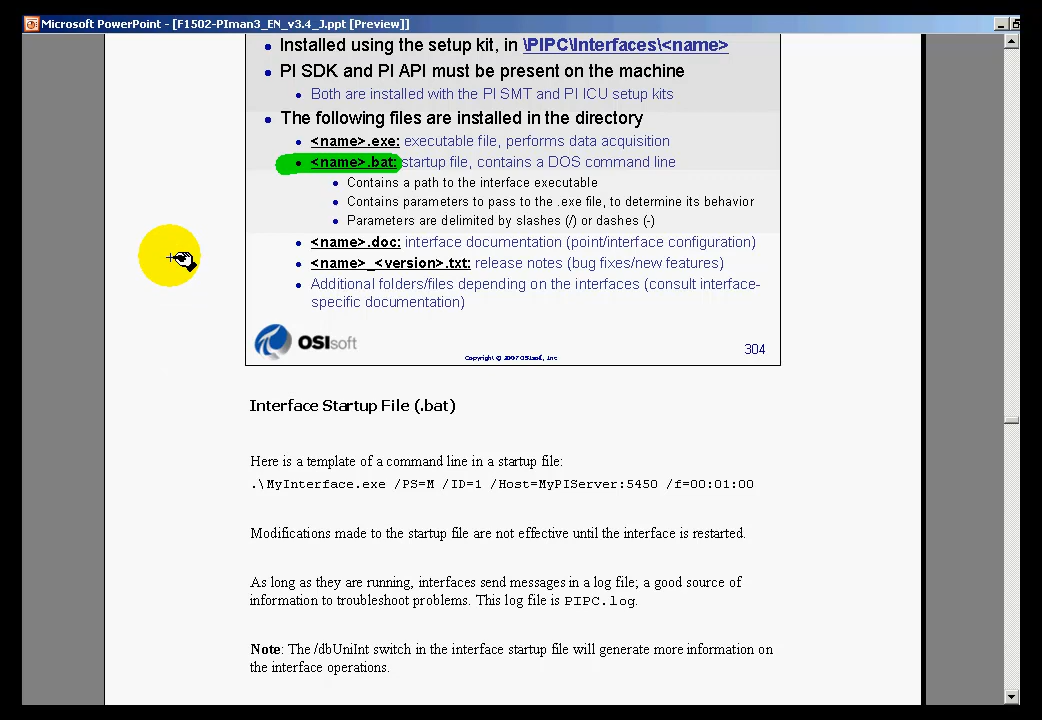 Microsoft PowerPoint - [F1502-PIman3_EN_v3.4_J.ppt [Preview]]
Installed using the setup kit, in \PIPC\Interfaces\<name>
PI SDK and PI API must be present on the machine
Both are installed with the PI SMT and PI ICU setup kits
The following files are installed in the directory
<name>.exe: executable file, performs data acquisition
<name>.bat: startup file, contains a DOS command line
Contains a path to the interface executable
Contains parameters to pass to the .exe file, to determine its behavior
Parameters are delimited by slashes (/) or dashes (-)
<name>.doc: interface documentation (point/interface configuration)
<name>_<version>.txt: release notes (bug fixes/new features)
Additional folders/files depending on the interfaces (consult interface-
specific documentation)
OSIsoft
Copyright © 2007 OSIsoft, Inc
304
Interface Startup File (.bat)
Here is a template of a command line in a startup file:
.\MyInterface.exe /PS=M /ID=1 /Host=MyPIServer:5450 /f=00:01:00
Modifications made to the startup file are not effective until the interface is restarted.
As long as they are running, interfaces send messages in a log file; a good source of
information to troubleshoot problems. This log file is PIPC.log.
Note: The /dbUniInt switch in the interface startup file will generate more information on
the interface operations.